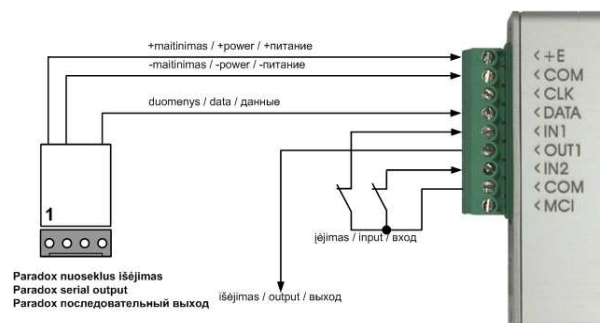 +maitinimas / +power / +питание
-maitinimas / -power / -питание
duomenys / data / данные
<+E
<COM
<CLK
<DATA
<IN1
<OUT1
<IN2
<COM
<MCI
1
įėjimas / input / вход
išėjimas / output / выход
Paradox nuoseklus išėjimas
Paradox serial output
Paradox последовательный выход